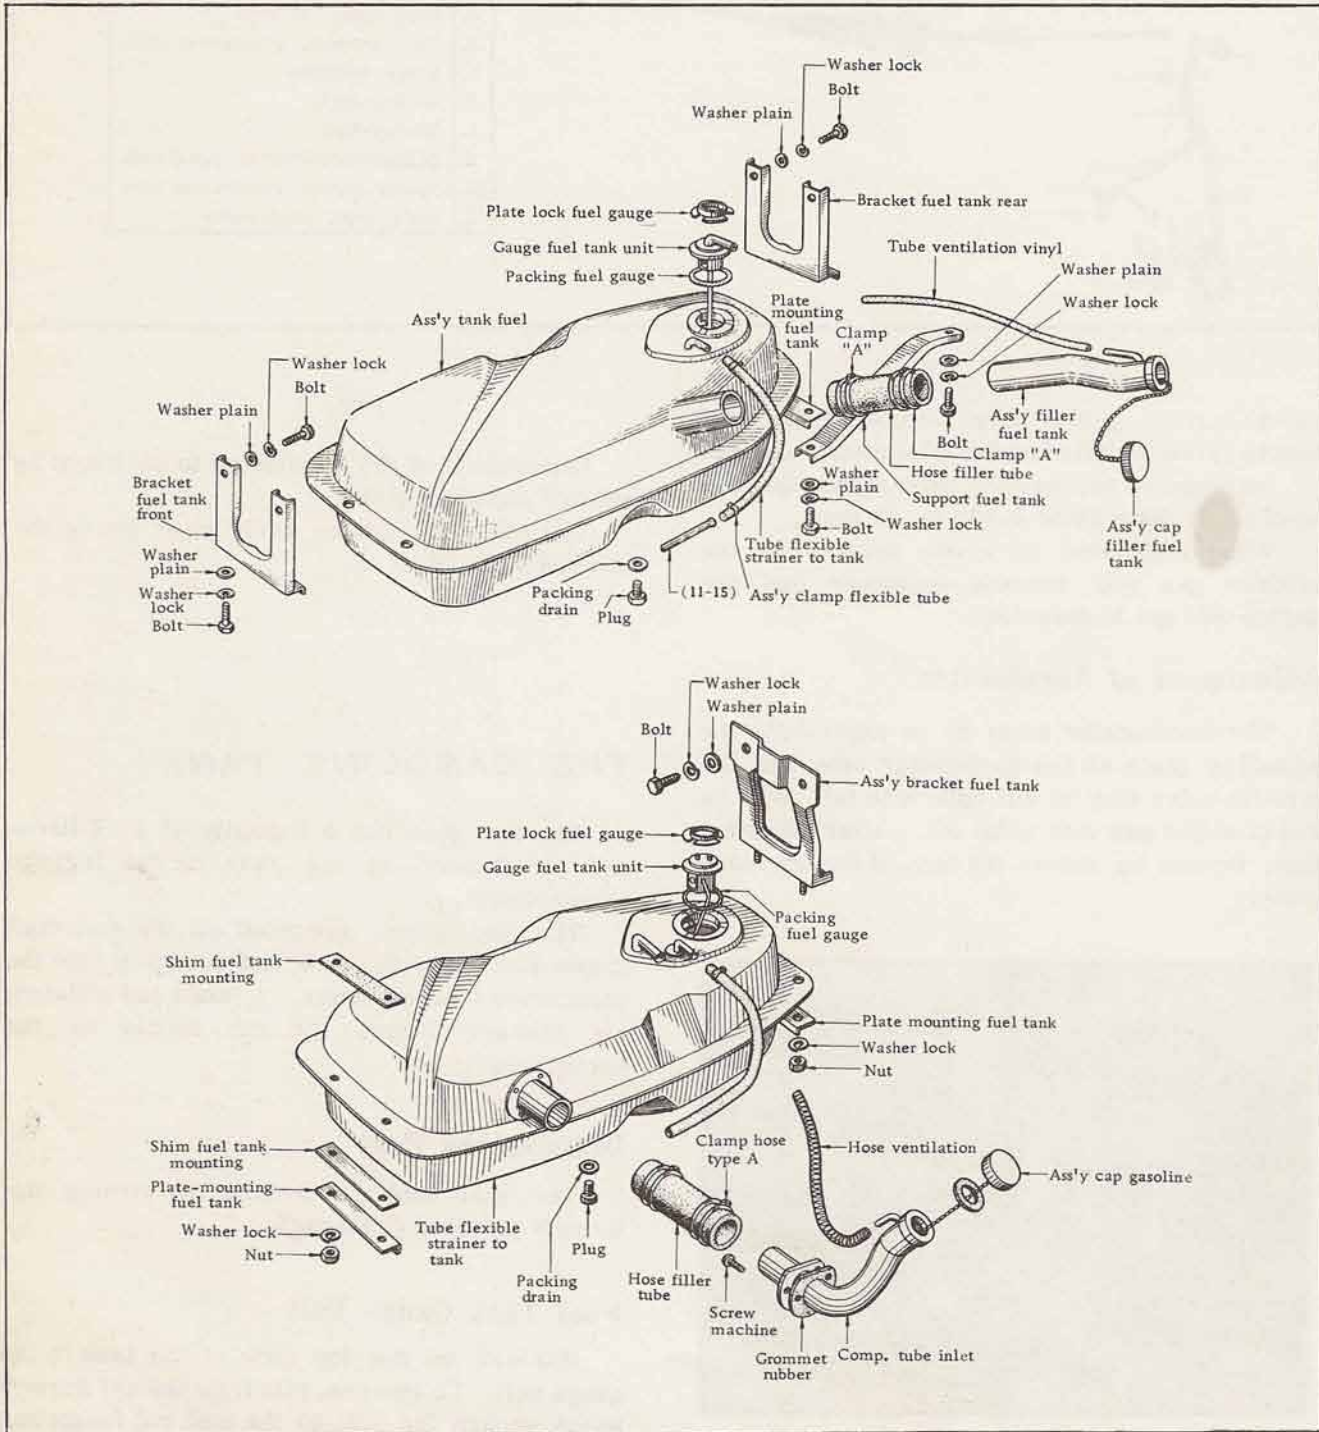 Washer lock
Bolt
Washer plain
Bracket fuel tank rear
Plate lock fuel gauge
Tube ventilation vinyl
Gauge fuel tank unit
Washer plain
Packing fuel gauge
Washer lock
Plate
mounting
fuel
tank
Ass'y tank fuel
Clamp
"A"
Washer lock
Bolt
Washer plain
Ass'y filler
fuel tank
Bolt
Clamp "A"
Hose filler tube
Bracket
fuel tank
front
Washer
plain
Support fuel tank
Washer lock
Bolt
Ass'y cap
filler fuel
tank
Tube flexible
strainer to tank
Washer
plain
Washer
lock
Bolt
Packing
drain
Plug
(11-15)
Ass'y clamp flexible tube
Washer lock
Washer plain
Bolt
Ass'y bracket fuel tank
Plate lock fuel gauge
Gauge fuel tank unit
Packing
fuel gauge
Shim fuel tank
mounting
Plate mounting fuel tank
Washer lock
Nut
Shim fuel tank
mounting
Clamp hose
type A
Hose ventilation
Ass'y cap gasoline
Plate-mounting
fuel tank
Washer lock
Nut
Tube flexible
strainer to
tank
Plug
Packing
drain
Hose filler
tube
Screw
machine
Grommet
rubber
Comp. tube inlet